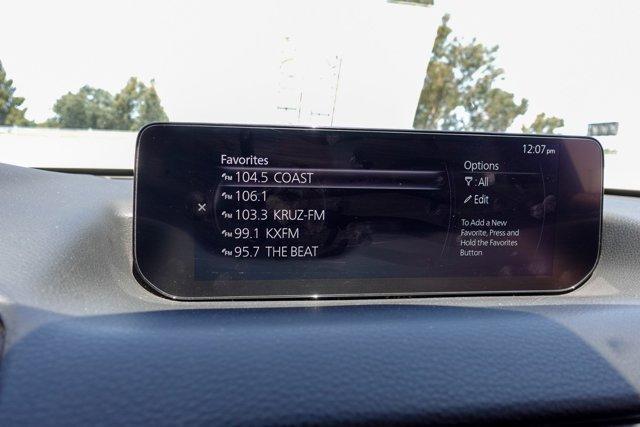 12:07 pm
Favorites
FM 104.5 COAST
FM 106.1
FM 103.3 KRUZ-FM
FM 99.1 KXFM
FM 95.7 THE BEAT
Options
: All
Edit
To Add a New
Favorite, Press and
Hold the Favorites
Button